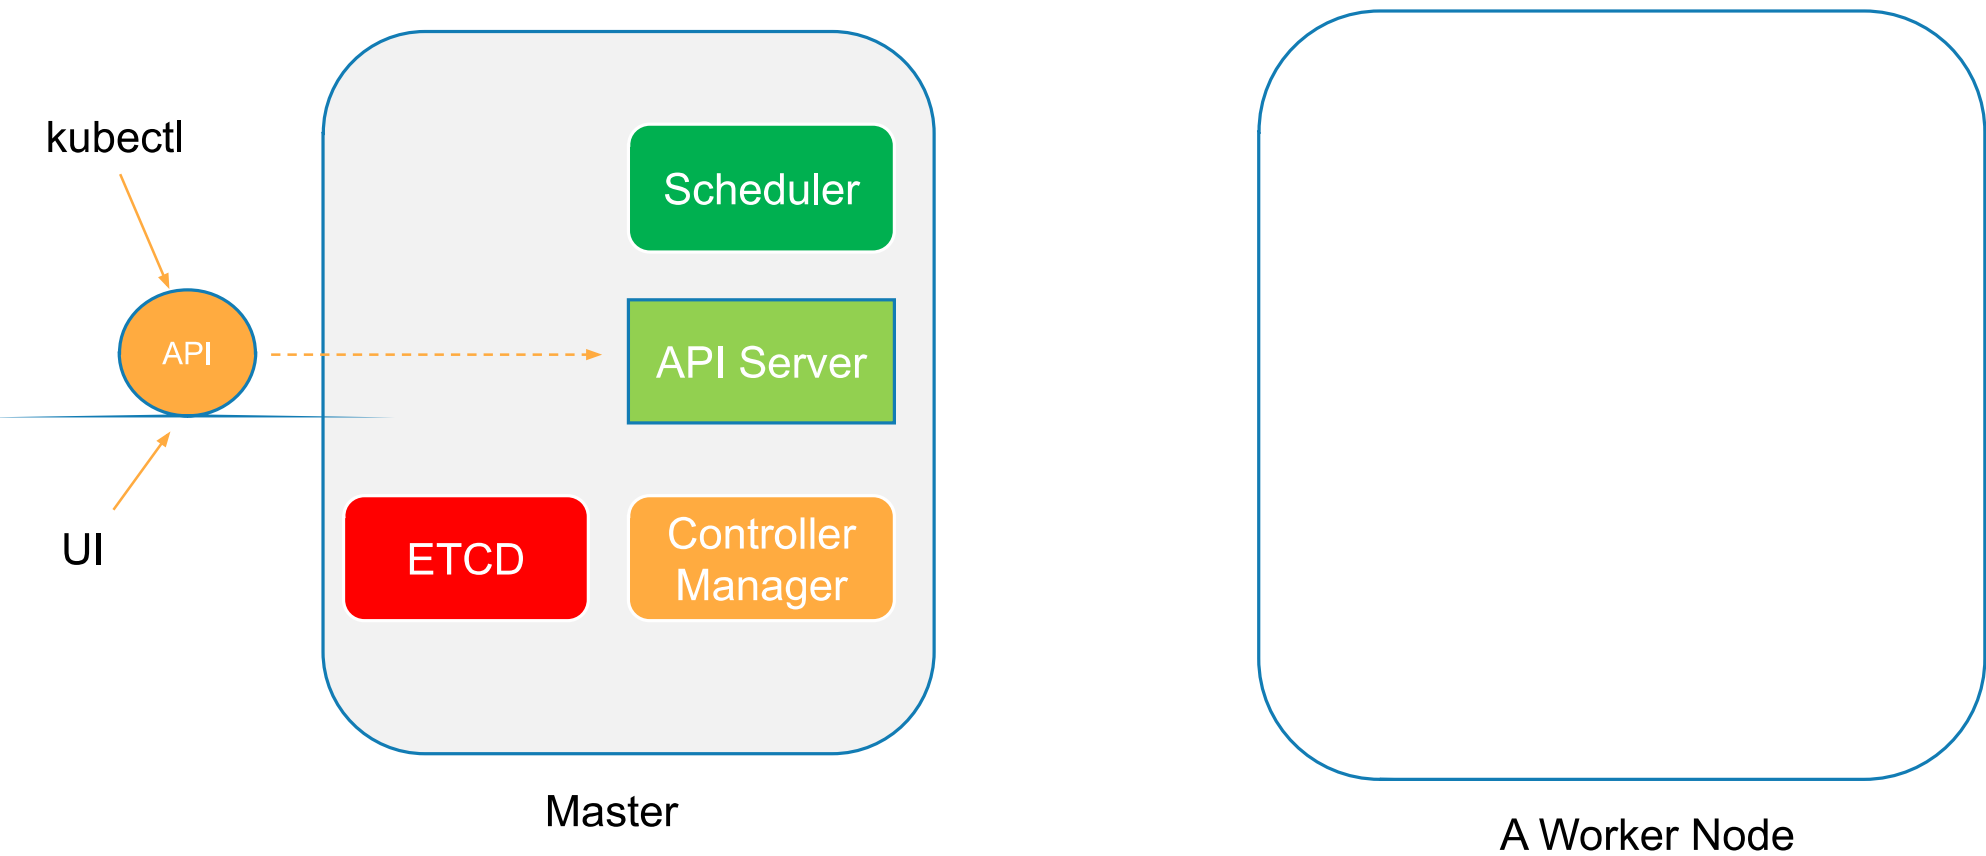 kubectl
Scheduler
API
API Server
UI
ETCD
Controller
Manager
Master
A Worker Node